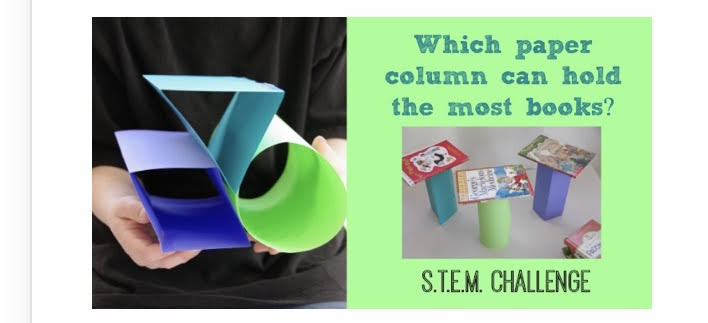 Which paper
column can hold
the most books?
S.T.E.M. CHALLENGE